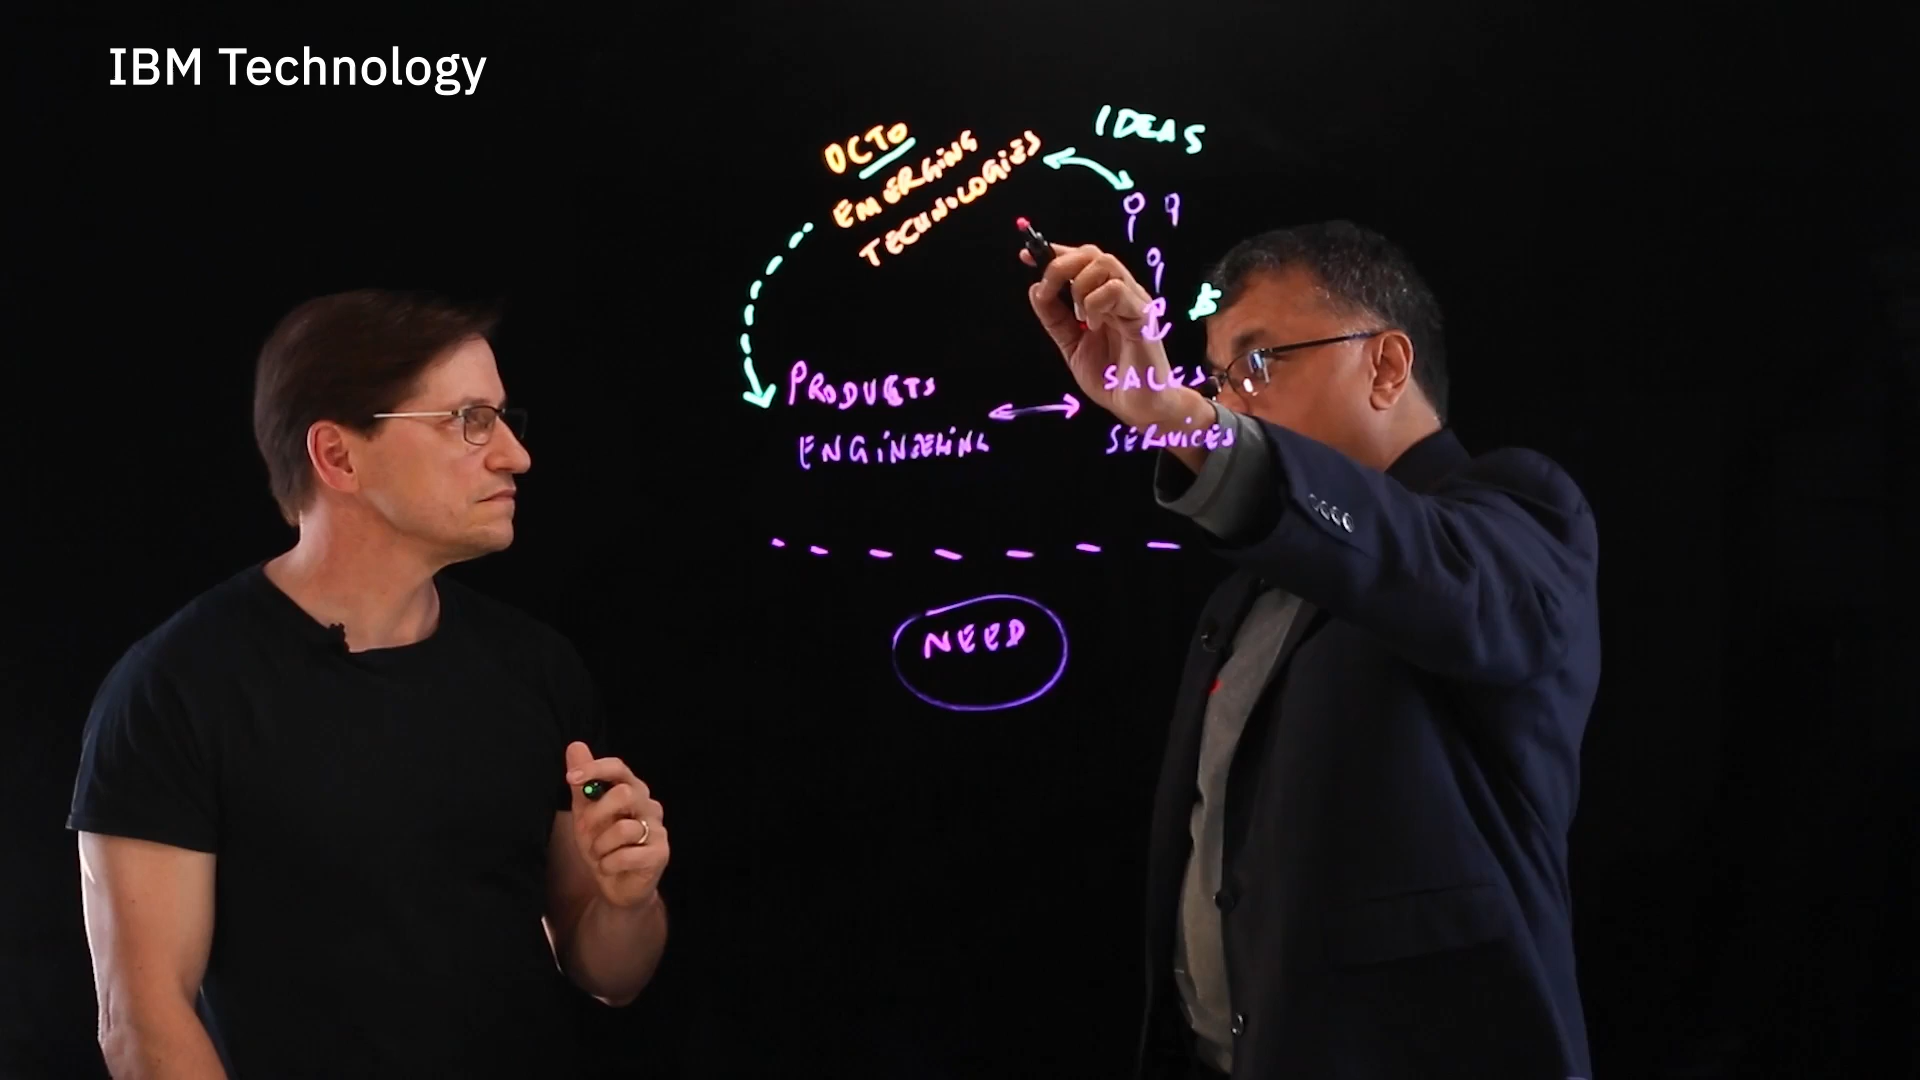 IBM Technology
IDEAS
OCTO
EMERGING
TECHNOLOGIES
$
PRODUCTS
SALES
ENGINEERING
SERVICES
NEED